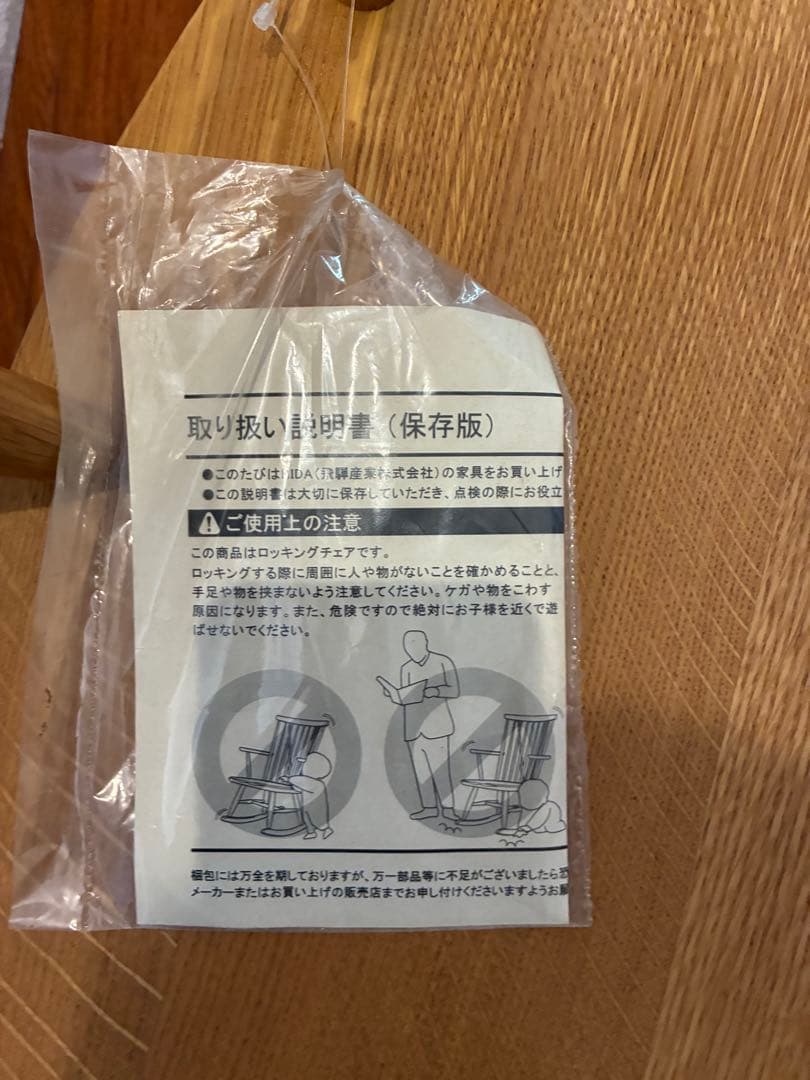 取り扱い説明書（保存版）
●このたびはHIDA（飛騨産業株式会社）の家具をお買い上げ
●この説明書は大切に保存していただき、点検の際にお役立
ご使用上の注意
この商品はロッキングチェアです。
ロッキングする際に周囲に人や物がないことを確かめることと、
手足や物を挟まないよう注意してください。ケガや物をこわす
原因になります。また、危険ですので絶対にお子様を近くで遊
ばせないでください。
梱包には万全を期しておりますが、万一部品等に不足がございましたら恐
メーカーまたはお買い上げの販売店までお申し付けくださいますようお願